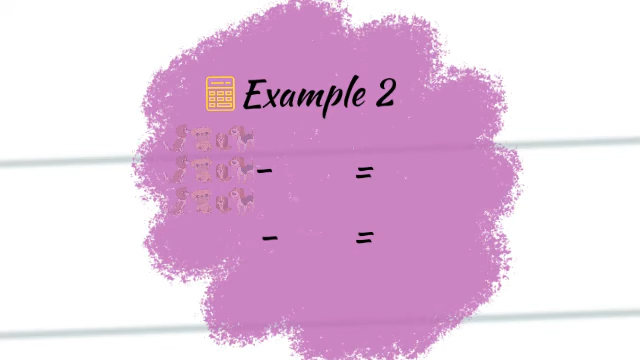 Example 2
- =
- =